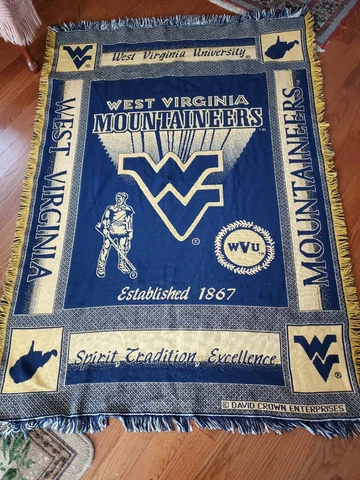 West Virginia University®
WEST VIRGINIA
MOUNTAINEERS
WEST VIRGINIA
MOUNTAINEERS
WV
®
WVU
Established 1867
Spirit, Tradition, Excellence
WV
WV
© DAVID CROWN ENTERPRISES